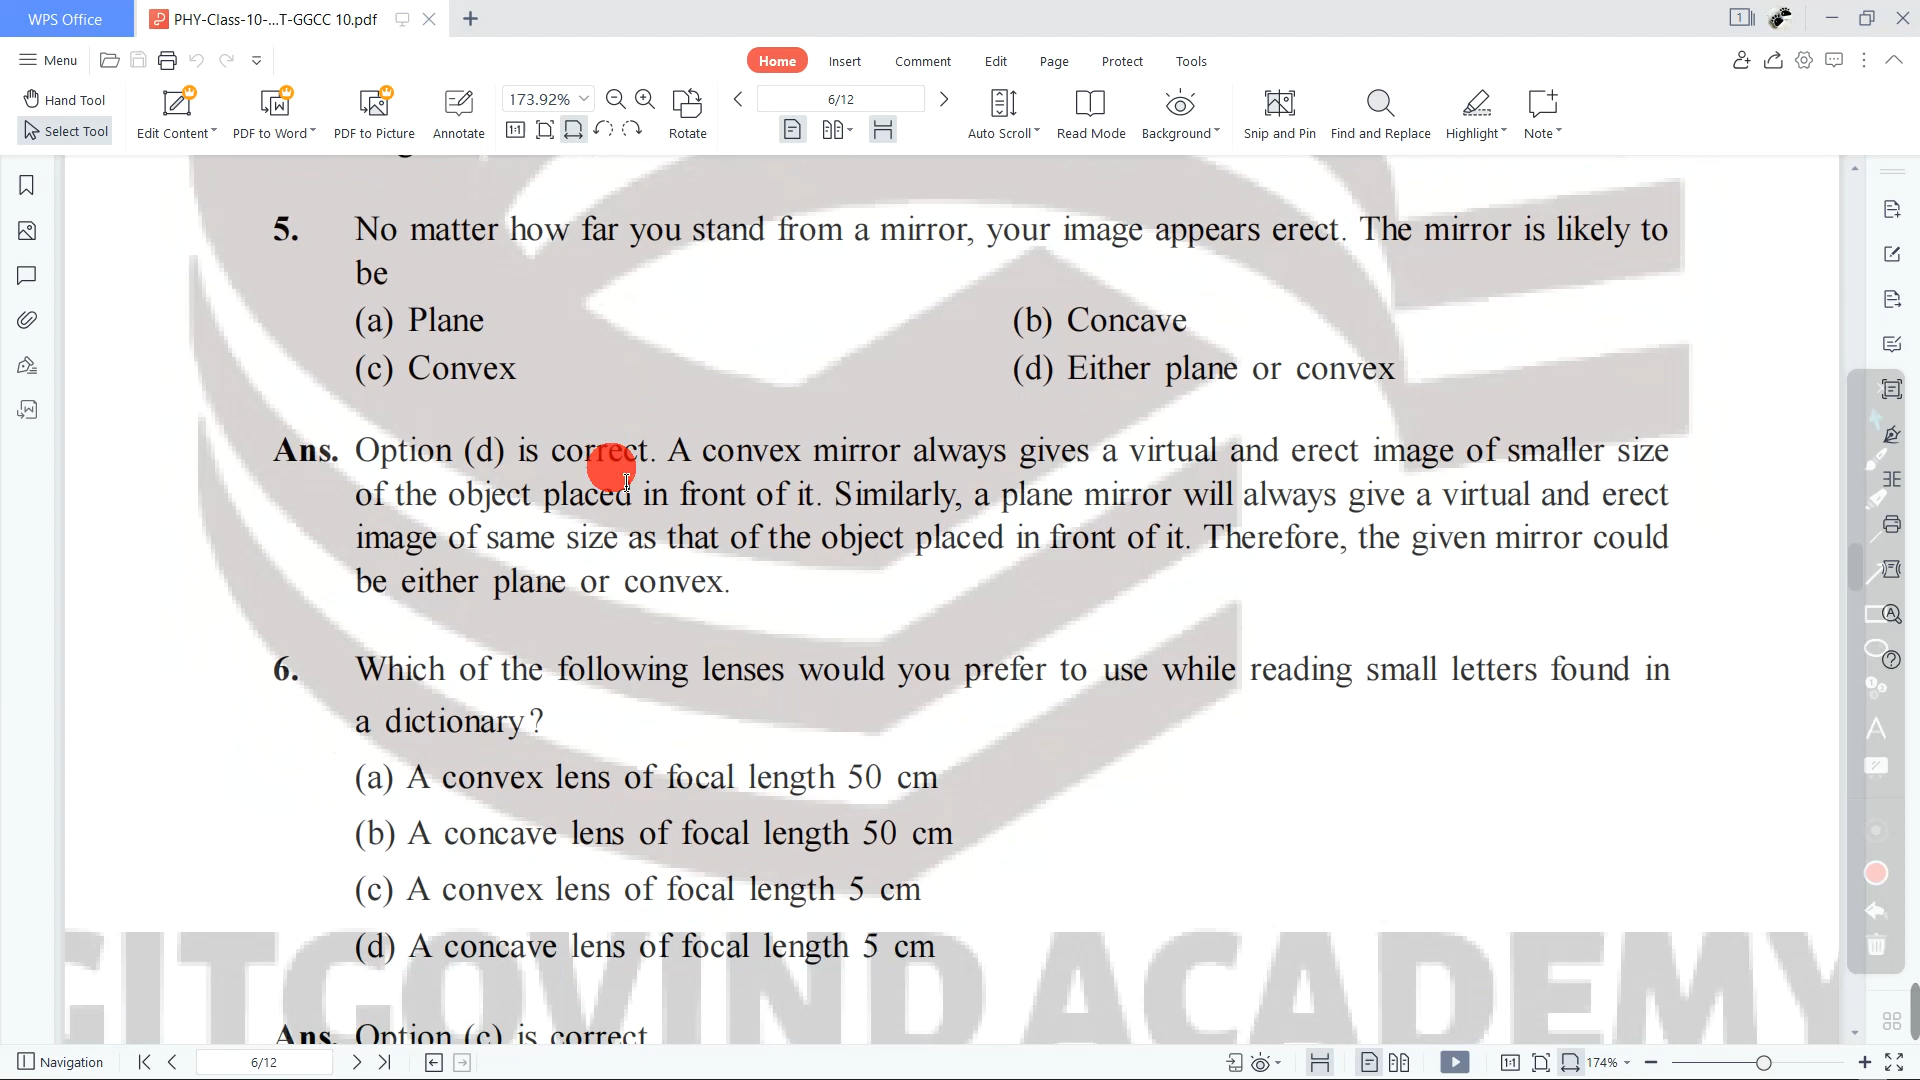 WPS Office
PHY-Class-10-...T-GGCC 10.pdf
1
Menu
Home Insert Comment Edit Page Protect Tools
Hand Tool
Select Tool
Edit Content
PDF to Word
PDF to Picture
Annotate
173.92%
1:1
Rotate
6/12
Auto Scroll
Read Mode
Background
Snip and Pin
Find and Replace
Highlight
Note
5. No matter how far you stand from a mirror, your image appears erect. The mirror is likely to
be
(a) Plane (b) Concave
(c) Convex (d) Either plane or convex
Ans. Option (d) is correct. A convex mirror always gives a virtual and erect image of smaller size
of the object placed in front of it. Similarly, a plane mirror will always give a virtual and erect
image of same size as that of the object placed in front of it. Therefore, the given mirror could
be either plane or convex.
6. Which of the following lenses would you prefer to use while reading small letters found in
a dictionary?
(a) A convex lens of focal length 50 cm
(b) A concave lens of focal length 50 cm
(c) A convex lens of focal length 5 cm
(d) A concave lens of focal length 5 cm
GITGOVIND ACADEMY
Ans. Option (c) is correct
Navigation
6/12
1:1
174%